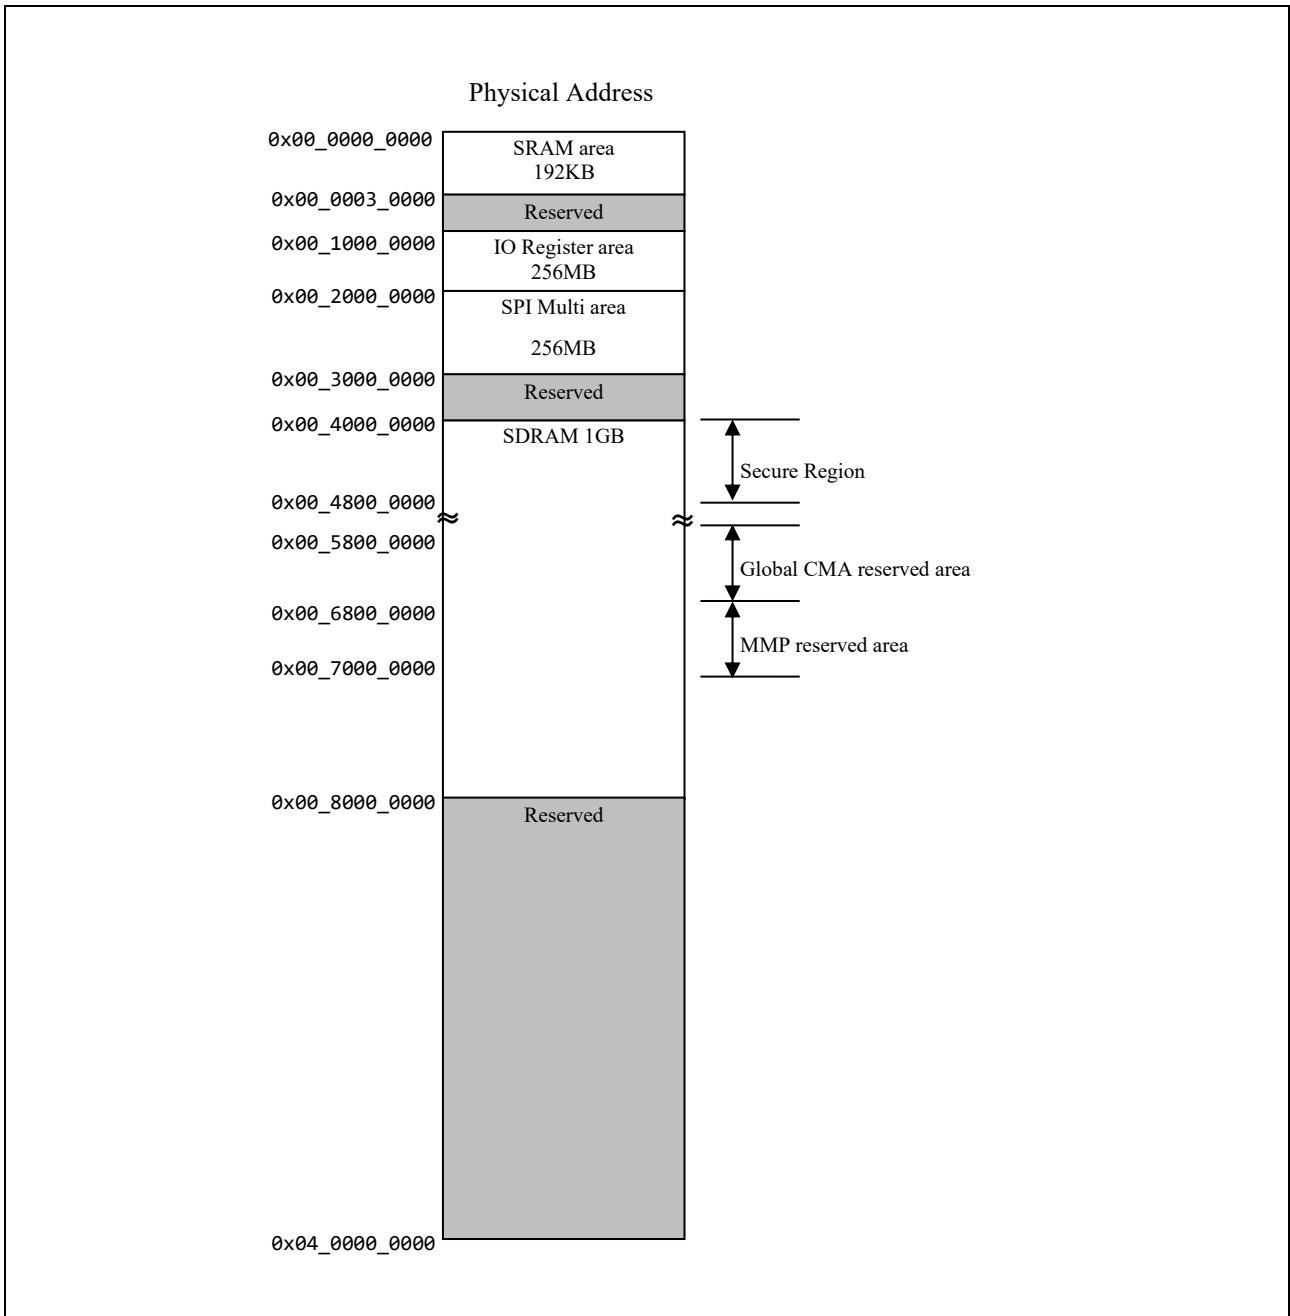 Physical Address
0x00_0000_0000
SRAM area
192KB
0x00_0003_0000
Reserved
0x00_1000_0000
IO Register area
256MB
0x00_2000_0000
SPI Multi area
256MB
0x00_3000_0000
Reserved
0x00_4000_0000
SDRAM 1GB
Secure Region
0x00_4800_0000
0x00_5800_0000
Global CMA reserved area
0x00_6800_0000
MMP reserved area
0x00_7000_0000
0x00_8000_0000
Reserved
0x04_0000_0000